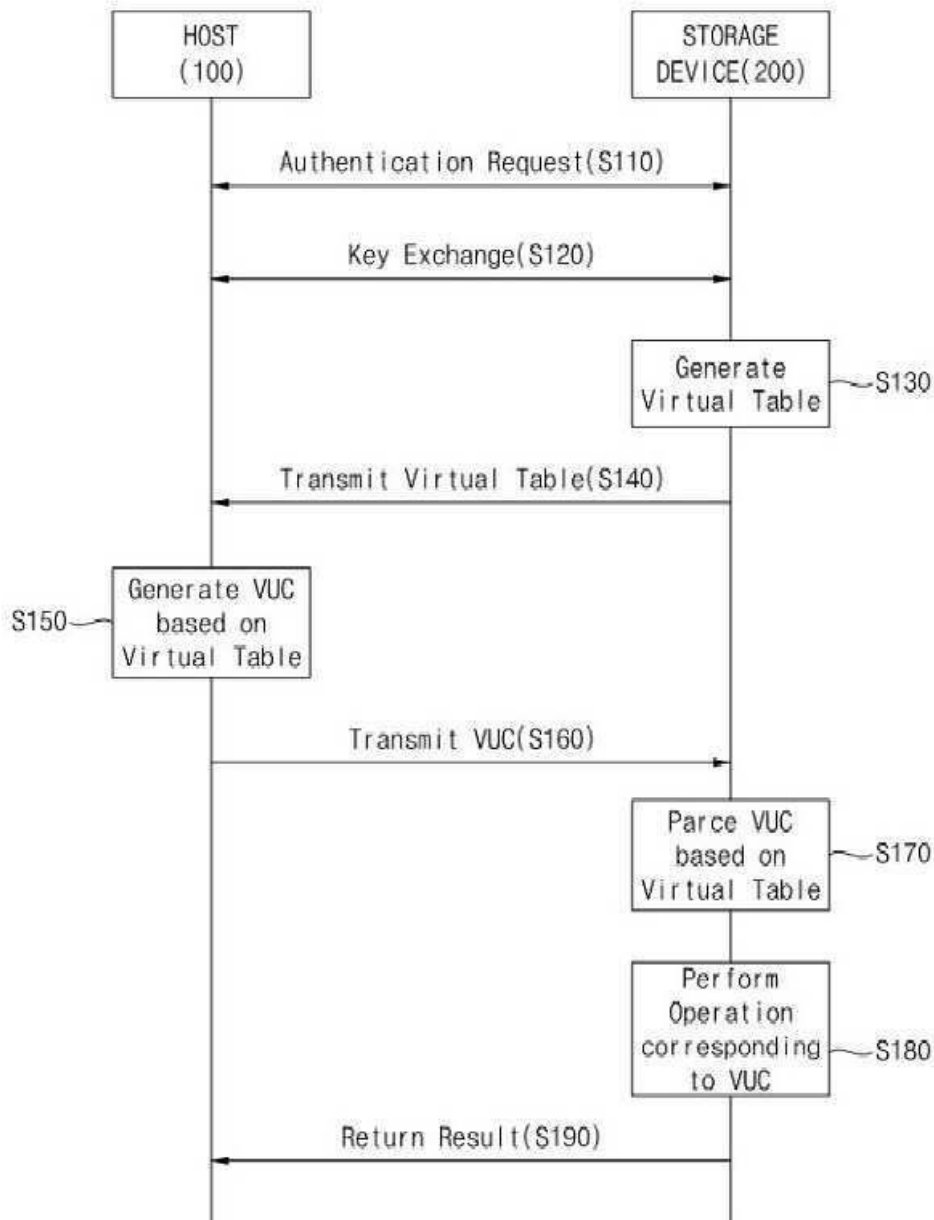 HOST
(100)
STORAGE
DEVICE(200)
Authentication Request(S110)
Key Exchange(S120)
Generate
Virtual Table
S130
Transmit Virtual Table(S140)
Generate VUC
based on
Virtual Table
S150
Transmit VUC(S160)
Parce VUC
based on
Virtual Table
S170
Perform
Operation
corresponding
to VUC
S180
Return Result(S190)